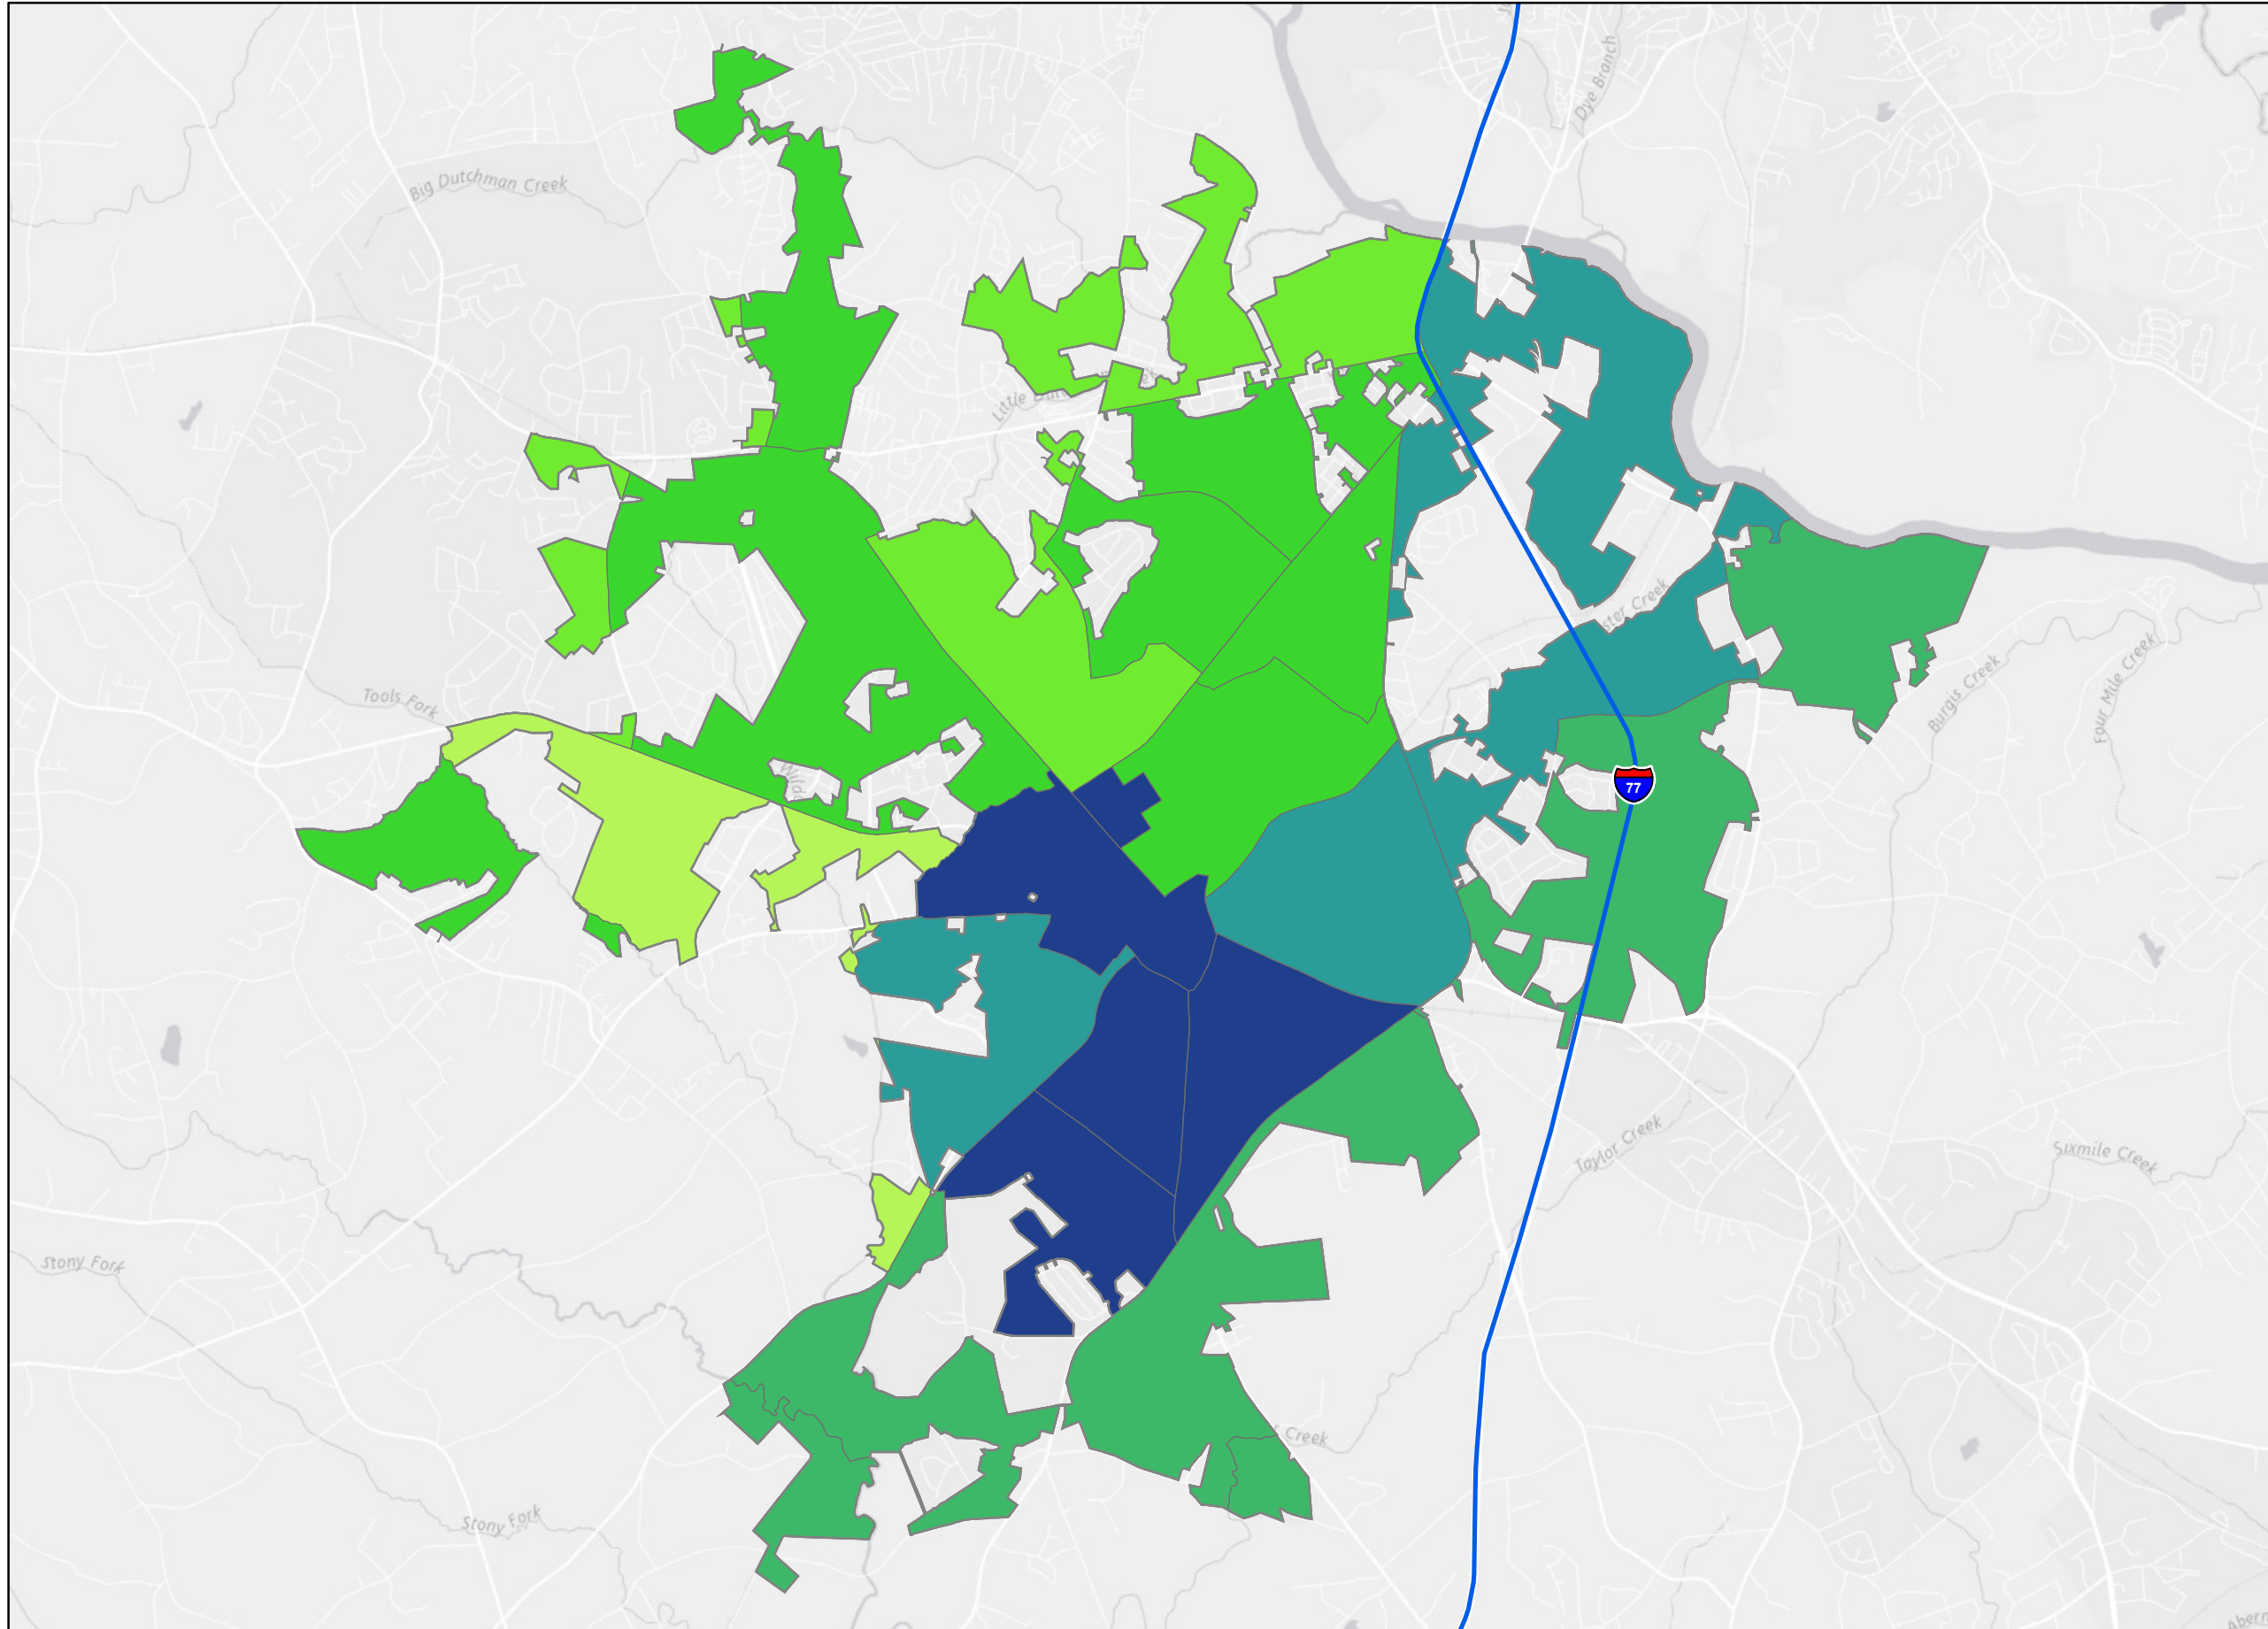 Dye Branch
Big Dutchman Creek
Little
Tools Fork
Burgis Creek
Four Mile Creek
77
Taylor Creek
Sixmile Creek
Stony Fork
Creek
Stony Fork